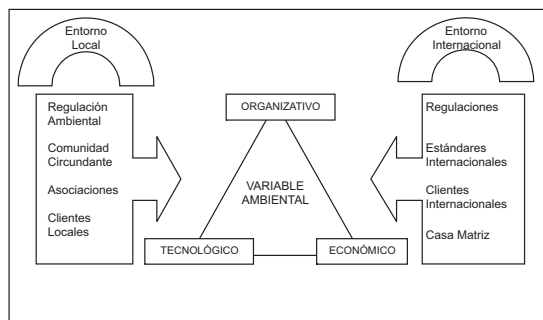 Entorno
Local
Regulación
Ambiental
Comunidad
Circundante
Asociaciones
Clientes
Locales
ORGANIZATIVO
VARIABLE
AMBIENTAL
TECNOLÓGICO
ECONÓMICO
Entorno
Internacional
Regulaciones
Estándares
Internacionales
Clientes
Internacionales
Casa Matriz